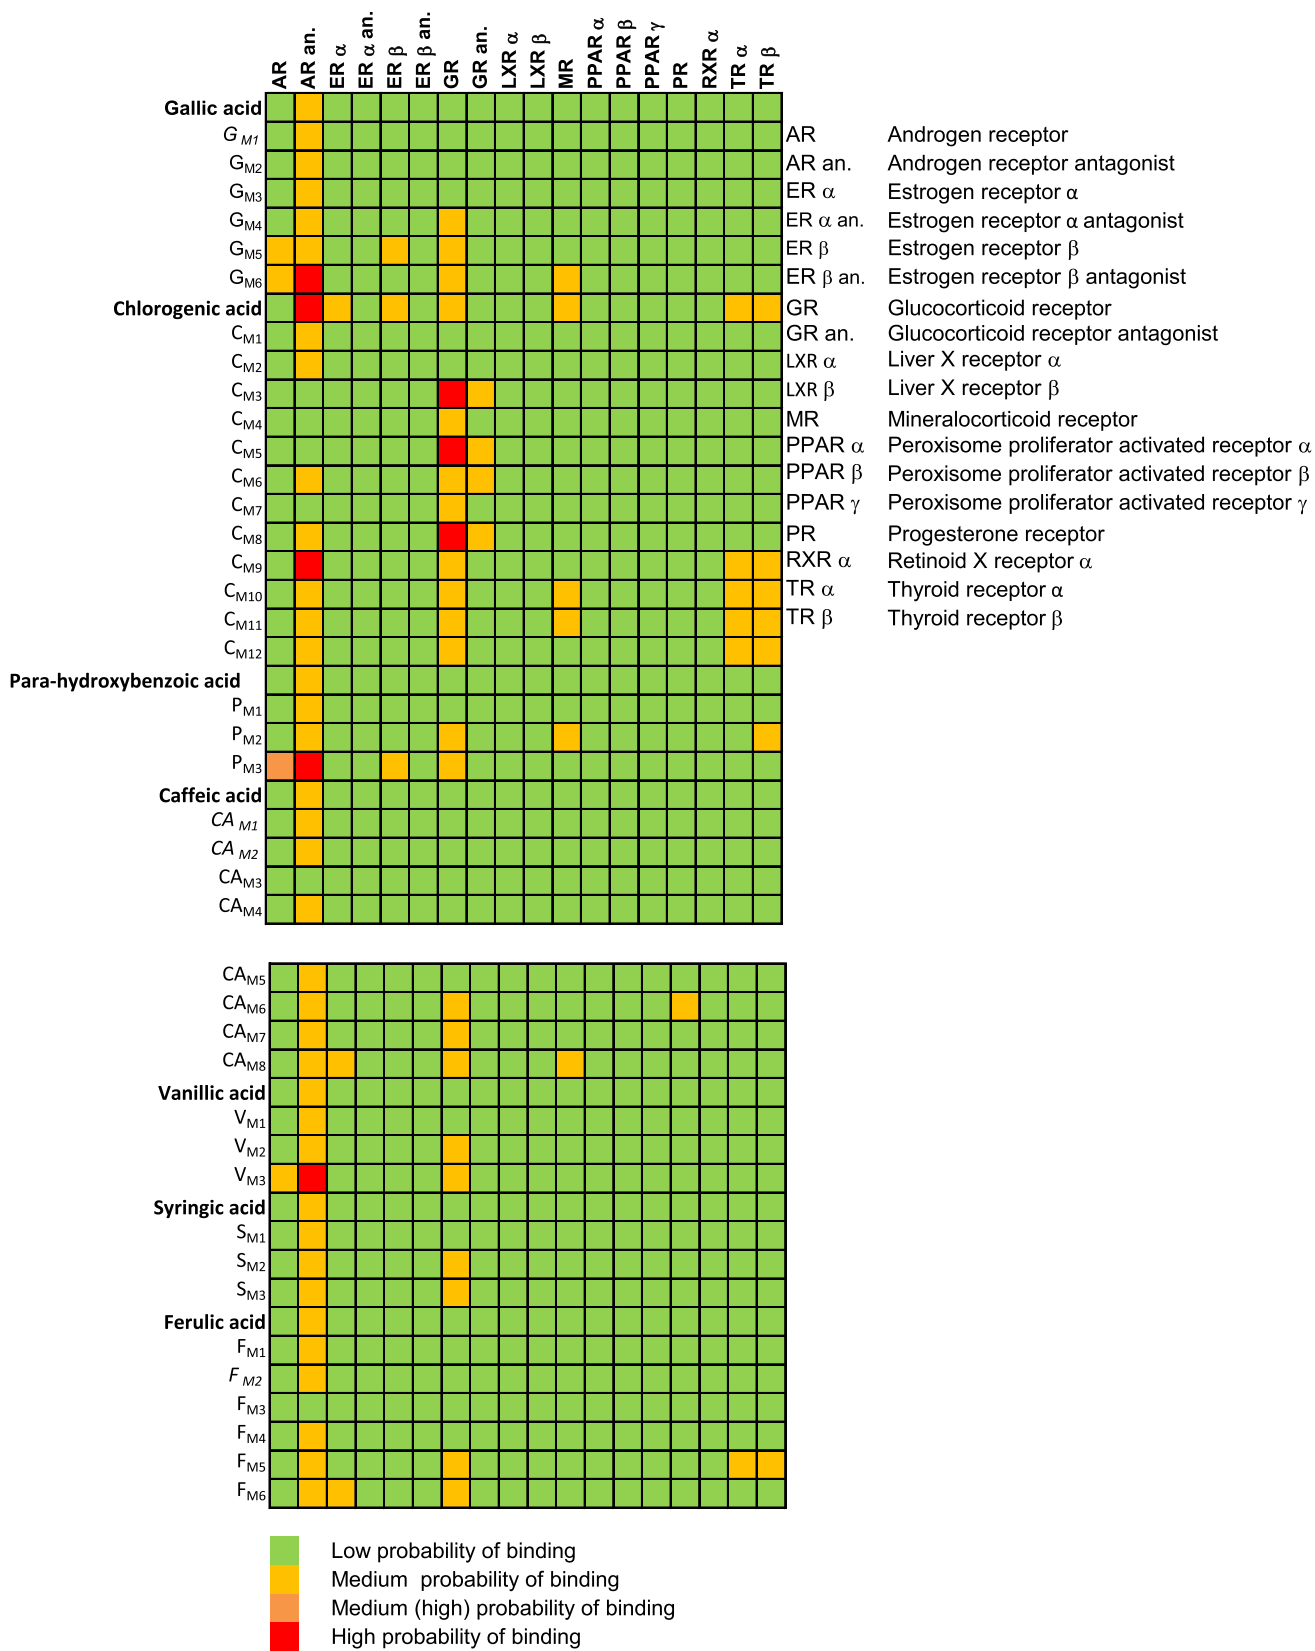 AR AR an. ER α ER α an. ER β ER β an. GR GR an. LXR α LXR β MR PPAR α PPAR β PPAR γ PR RXR α TR α TR β
Gallic acid
G M1 AR Androgen receptor
GM2 AR an. Androgen receptor antagonist
GM3 ER α Estrogen receptor α
GM4 ER α an. Estrogen receptor α antagonist
GM5 ER β Estrogen receptor β
GM6 ER β an. Estrogen receptor β antagonist
Chlorogenic acid GR Glucocorticoid receptor
CM1 GR an. Glucocorticoid receptor antagonist
CM2 LXR α Liver X receptor α
CM3 LXR β Liver X receptor β
CM4 MR Mineralocorticoid receptor
CM5 PPAR α Peroxisome proliferator activated receptor α
CM6 PPAR β Peroxisome proliferator activated receptor β
CM7 PPAR γ Peroxisome proliferator activated receptor γ
CM8 PR Progesterone receptor
CM9 RXR α Retinoid X receptor α
CM10 TR α Thyroid receptor α
CM11 TR β Thyroid receptor β
CM12
Para-hydroxybenzoic acid
PM1
PM2
PM3
Caffeic acid
CA M1
CA M2
CAM3
CAM4
CAM5
CAM6
CAM7
CAM8
Vanillic acid
VM1
VM2
VM3
Syringic acid
SM1
SM2
SM3
Ferulic acid
FM1
F M2
FM3
FM4
FM5
FM6
Low probability of binding
Medium probability of binding
Medium (high) probability of binding
High probability of binding